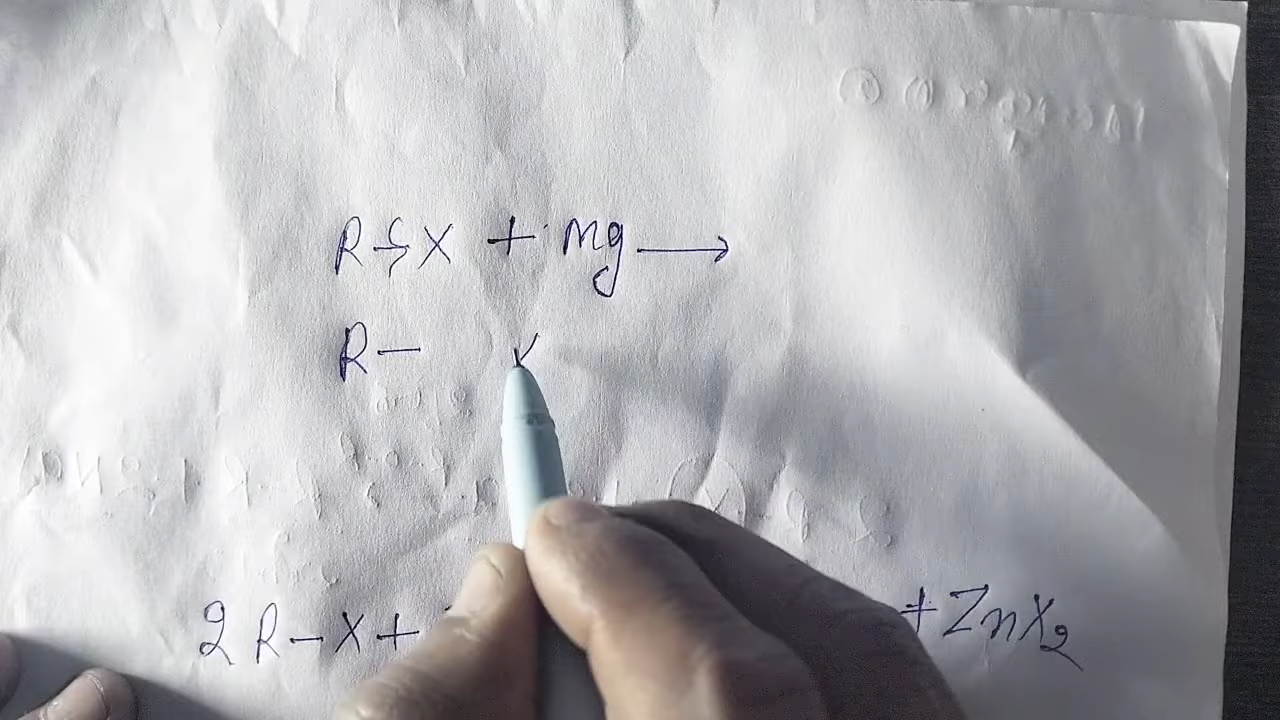 R-X + Mg →
R-
2R-X+ +ZnX₂